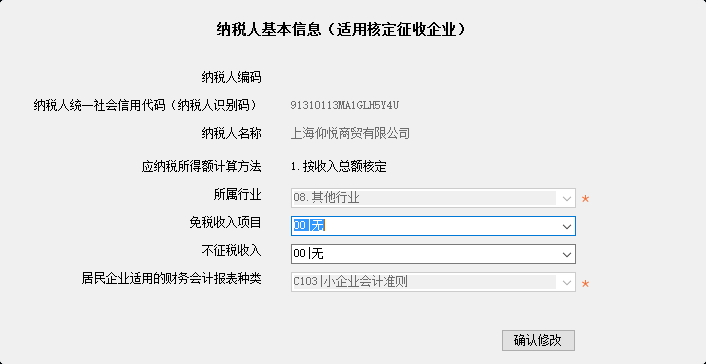 纳税人基本信息（适用核定征收企业）
纳税人编码
纳税人统一社会信用代码（纳税人识别码） 91310113MA1GLH5Y4U
纳税人名称 上海仰悦商贸有限公司
应纳税所得额计算方法 1.按收入总额核定
所属行业 08.其他行业 *
免税收入项目 00|无
不征税收入 00|无
居民企业适用的财务会计报表种类 C103|小企业会计准则 *
确认修改